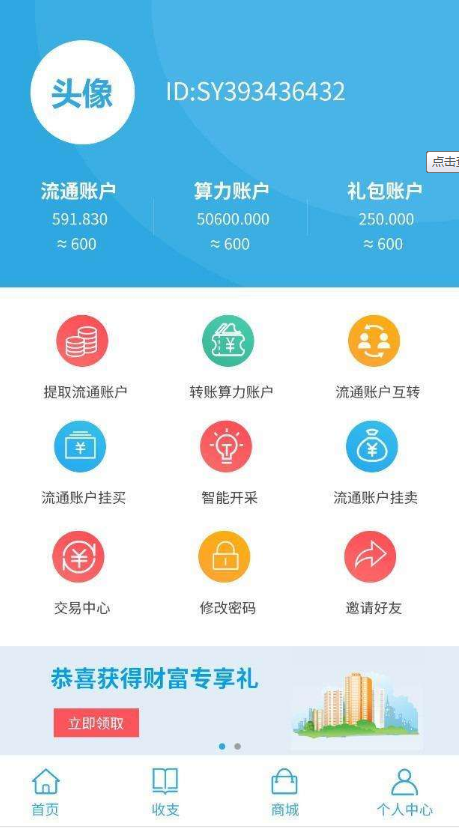 头像
ID:SY393436432
点击
流通账户 算力账户 礼包账户
591.830 50600.000 250.000
≈ 600 ≈ 600 ≈ 600
提取流通账户 转账算力账户 流通账户互转
流通账户挂买 智能开采 流通账户挂卖
交易中心 修改密码 邀请好友
恭喜获得财富专享礼
立即领取
首页 收支 商城 个人中心